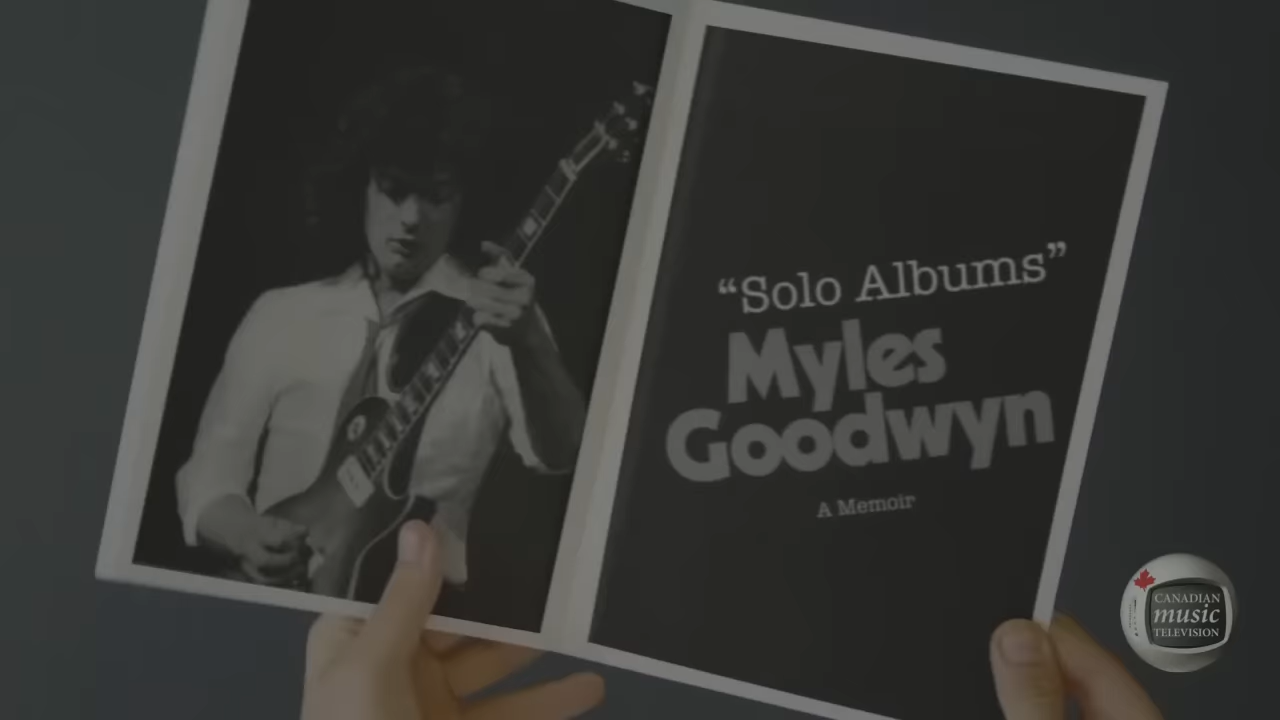 “Solo Albums”
Myles
Goodwyn
A Memoir
CANADIAN
music
TELEVISION